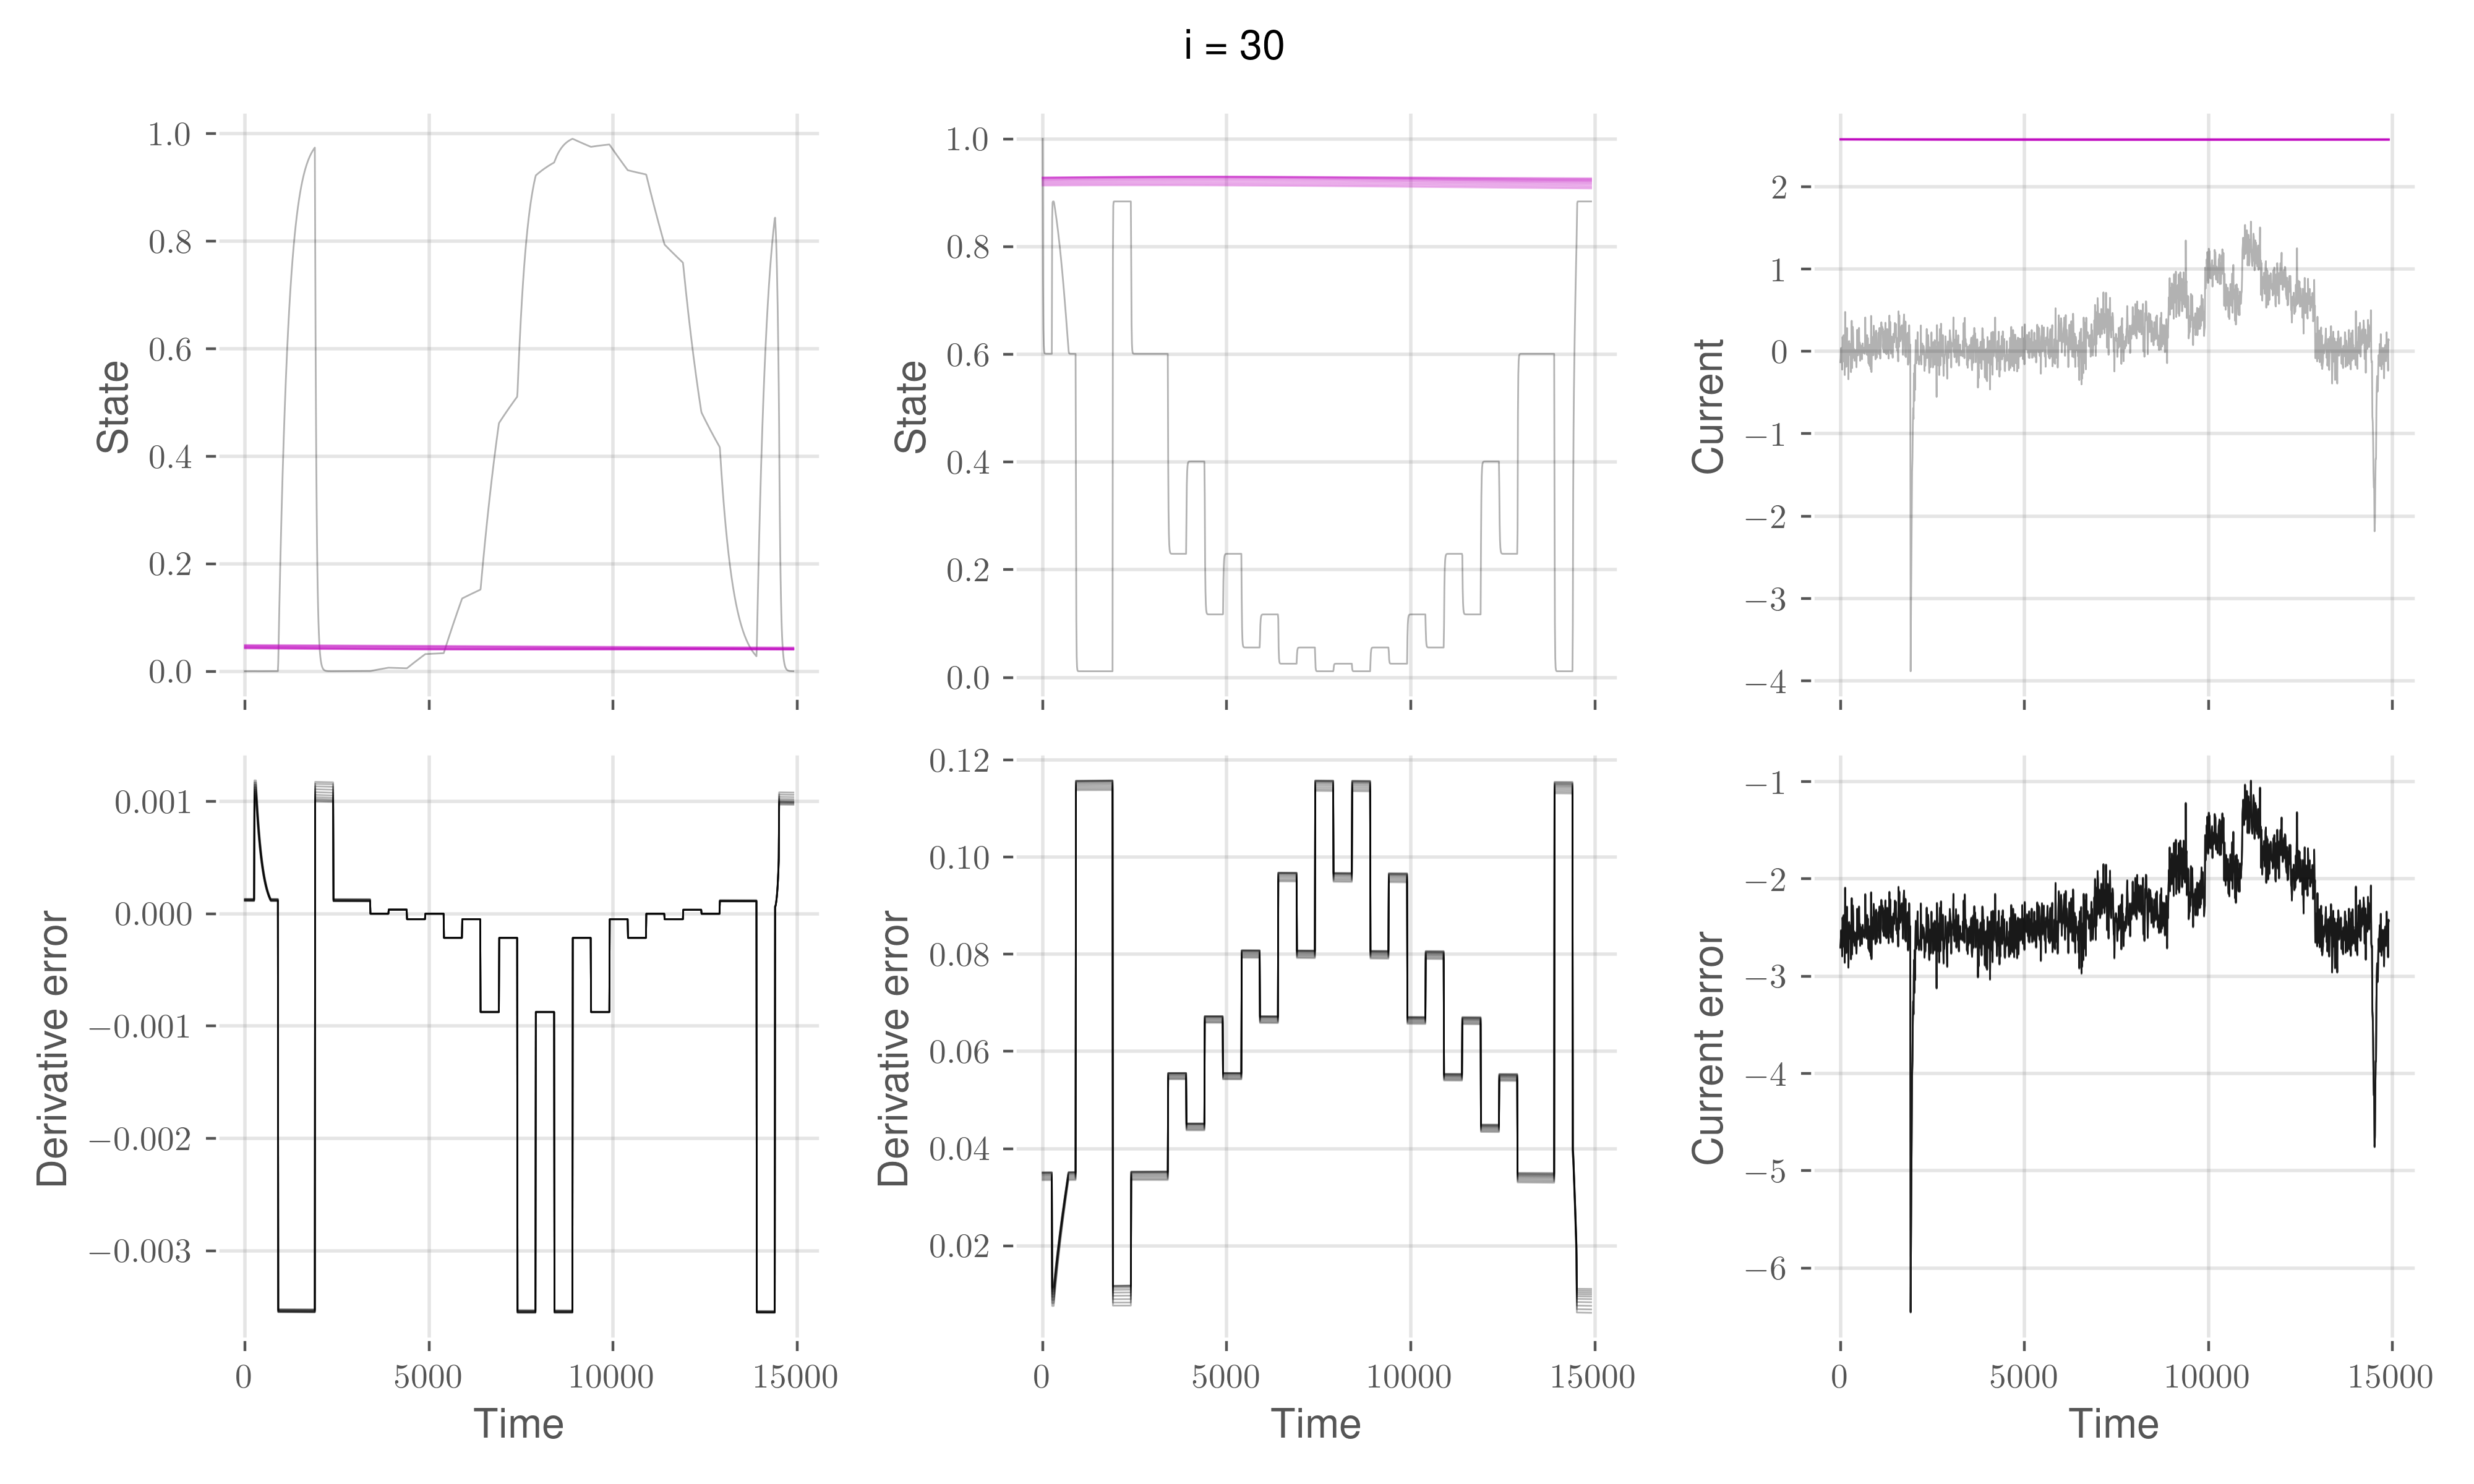 i = 30
State
1.0
0.8
0.6
0.4
0.2
0.0
State
1.0
0.8
0.6
0.4
0.2
0.0
Current
2
1
0
−1
−2
−3
−4
Derivative error
0.001
0.000
−0.001
−0.002
−0.003
0 5000 10000 15000
Time
Derivative error
0.12
0.10
0.08
0.06
0.04
0.02
0 5000 10000 15000
Time
Current error
−1
−2
−3
−4
−5
−6
0 5000 10000 15000
Time